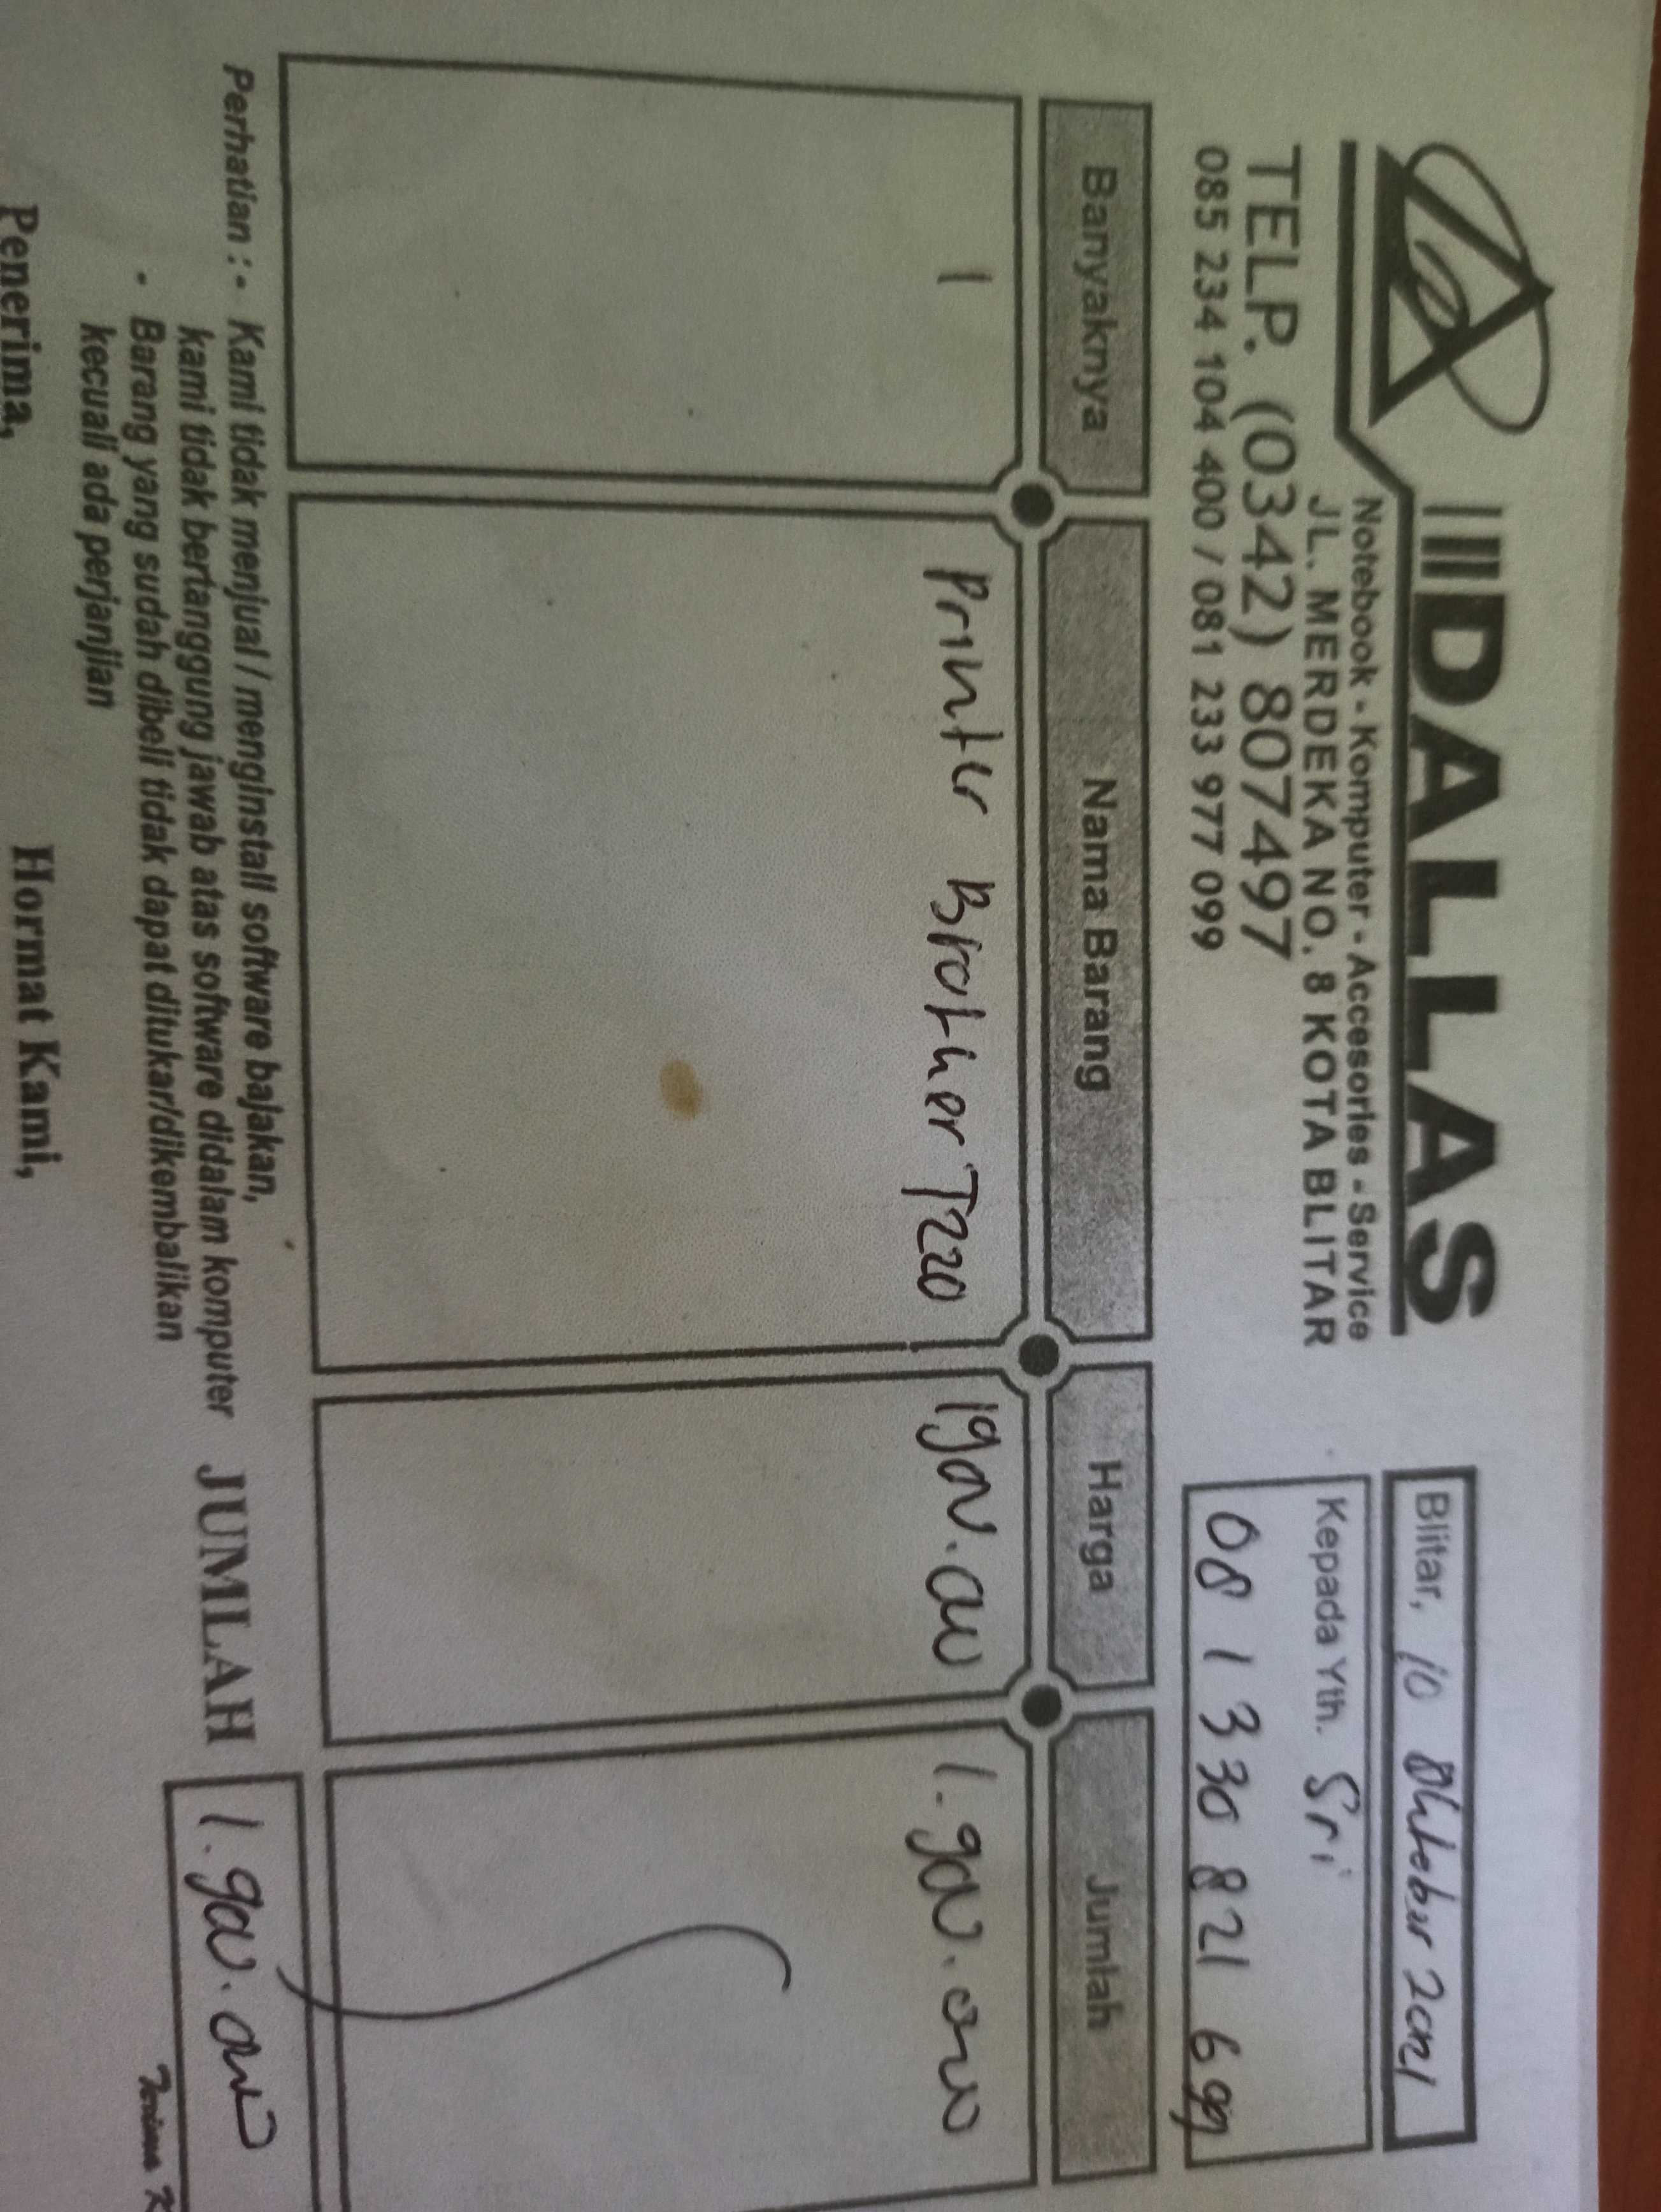 DALLAS
Notebook - Komputer - Accesories - Service
JL. MERDEKA NO. 8 KOTA BLITAR
TELP. (0342) 807497
085 234 104 400 / 081 233 977 099
Blitar, 10 Oktober 2021
Kepada Yth. Sri
08 1 330 821 699
Banyaknya Nama Barang Harga Jumlah
1 Printer Brother T220 1900.000 1.900.000
Perhatian : - Kami tidak menjual / menginstall software bajakan,
kami tidak bertanggung jawab atas software didalam komputer
- Barang yang sudah dibeli tidak dapat ditukar/dikembalikan
kecuali ada perjanjian
JUMLAH 1.900.000
Penerima, Hormat Kami,